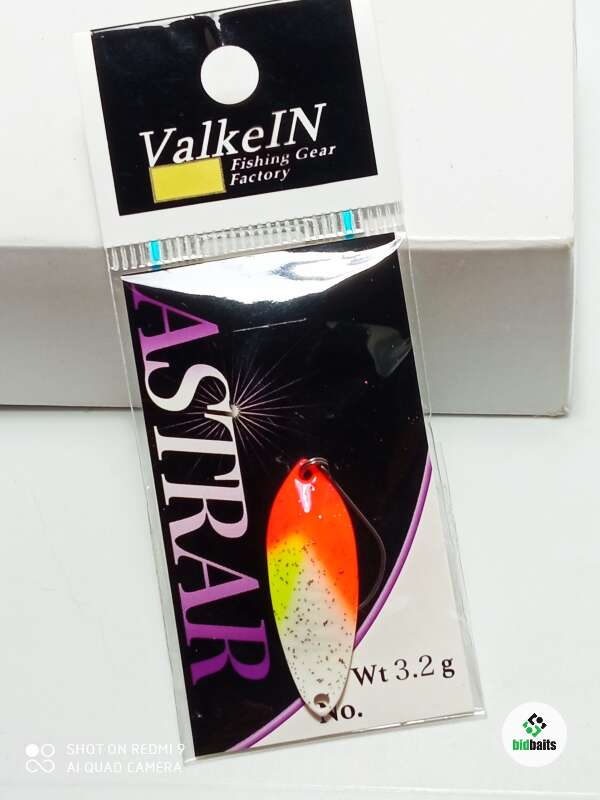 ValkeIN
Fishing Gear
Factory
ASTRAR
Wt 3.2 g
No.
SHOT ON REDMI 9
AI QUAD CAMERA
bidbaits